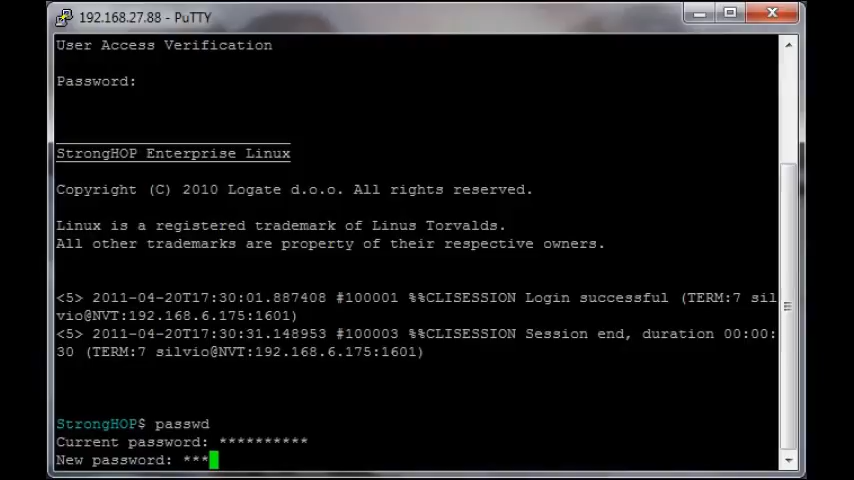 192.168.27.88 - PuTTY
User Access Verification
Password:
StrongHOP Enterprise Linux
Copyright (C) 2010 Logate d.o.o. All rights reserved.
Linux is a registered trademark of Linus Torvalds.
All other trademarks are property of their respective owners.
<5> 2011-04-20T17:30:01.887408 #100001 %%CLISESSION Login successful (TERM:7 sil
vio@NVT:192.168.6.175:1601)
<5> 2011-04-20T17:30:31.148953 #100003 %%CLISESSION Session end, duration 00:00:
30 (TERM:7 silvio@NVT:192.168.6.175:1601)
StrongHOP$ passwd
Current password: **********
New password: ***